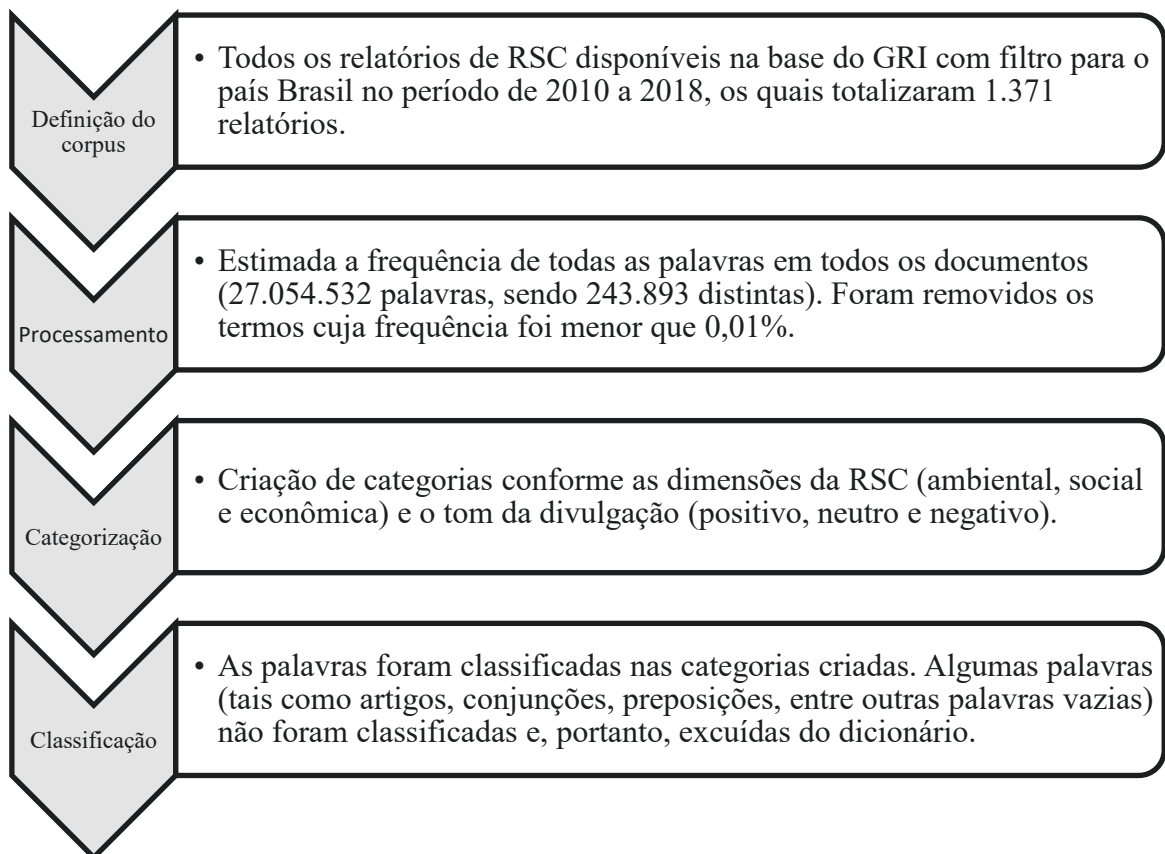 Definição do
corpus
• Todos os relatórios de RSC disponíveis na base do GRI com filtro para o
país Brasil no período de 2010 a 2018, os quais totalizaram 1.371
relatórios.
Processamento
• Estimada a frequência de todas as palavras em todos os documentos
(27.054.532 palavras, sendo 243.893 distintas). Foram removidos os
termos cuja frequência foi menor que 0,01%.
Categorização
• Criação de categorias conforme as dimensões da RSC (ambiental, social
e econômica) e o tom da divulgação (positivo, neutro e negativo).
Classificação
• As palavras foram classificadas nas categorias criadas. Algumas palavras
(tais como artigos, conjunções, preposições, entre outras palavras vazias)
não foram classificadas e, portanto, excuídas do dicionário.